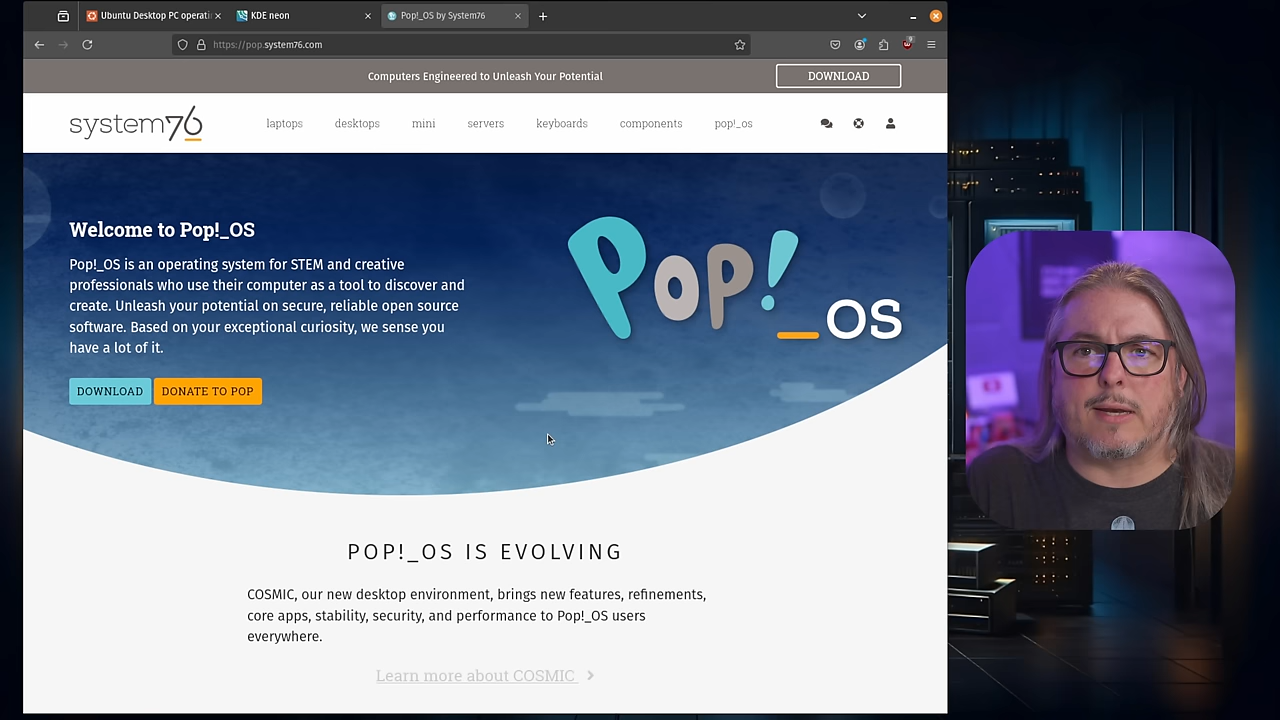 Ubuntu Desktop PC operati
KDE neon
Pop!_OS by System76
https://pop.system76.com
9
Computers Engineered to Unleash Your Potential
DOWNLOAD
system76
laptops
desktops
mini
servers
keyboards
components
pop!_os
Welcome to Pop!_OS
Pop!_OS is an operating system for STEM and creative
professionals who use their computer as a tool to discover and
create. Unleash your potential on secure, reliable open source
software. Based on your exceptional curiosity, we sense you
have a lot of it.
DOWNLOAD
DONATE TO POP
Pop!_OS
POP!_OS IS EVOLVING
COSMIC, our new desktop environment, brings new features, refinements,
core apps, stability, security, and performance to Pop!_OS users
everywhere.
Learn more about COSMIC